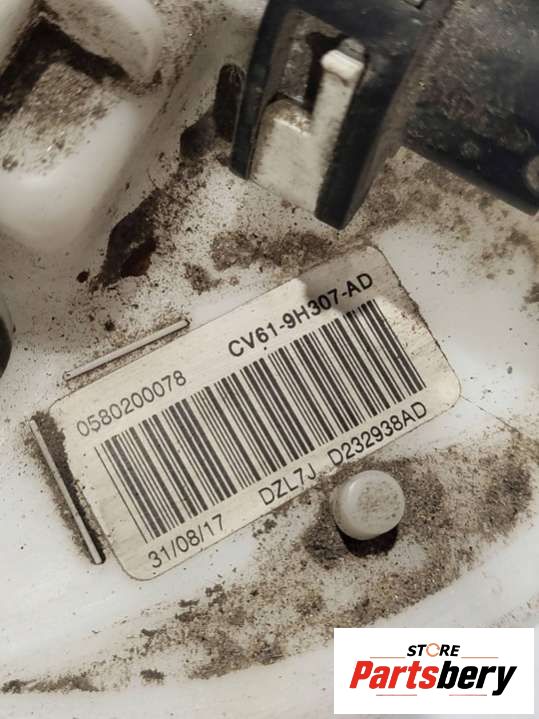 0580200078 CV61-9H307-AD
31/08/17 DZL7J D232938AD
STORE
Partsbery